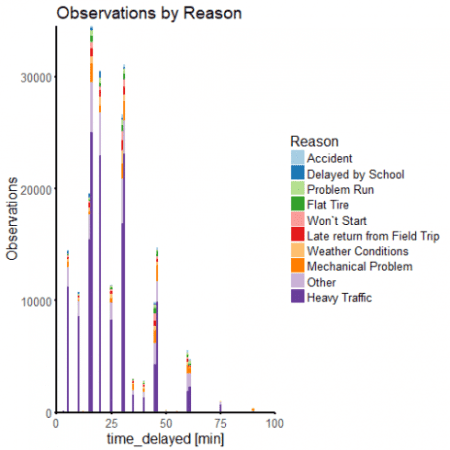 Observations by Reason
Observations
30000
20000
10000
0
0 25 50 75 100
time_delayed [min]
Reason
Accident
Delayed by School
Problem Run
Flat Tire
Won`t Start
Late return from Field Trip
Weather Conditions
Mechanical Problem
Other
Heavy Traffic